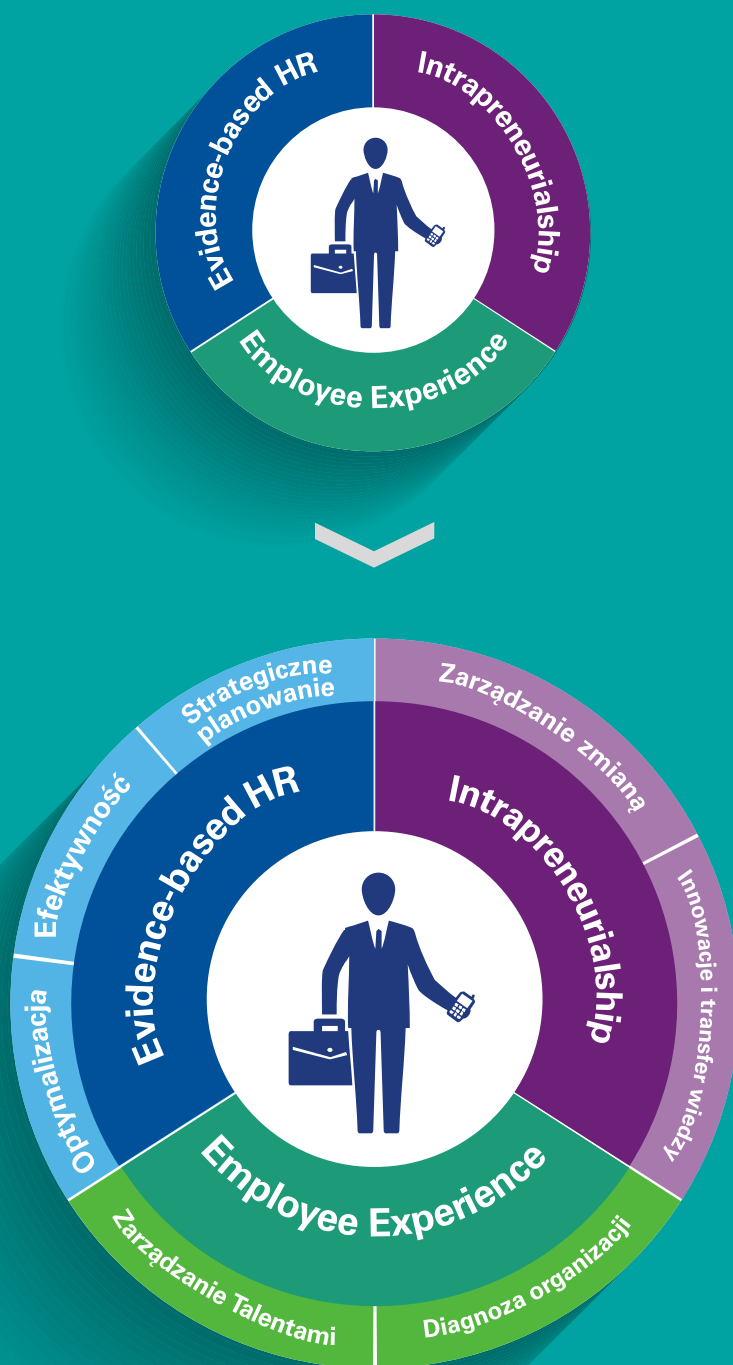 Evidence-based HR
Intrapreneurialship
Employee Experience
Strategiczne
planowanie
Efektywność
Optymalizacja
Zarządzanie zmianą
Innowacje i transfer wiedzy
Evidence-based HR
Intrapreneurialship
Employee Experience
Zarządzanie Talentami
Diagnoza organizacji